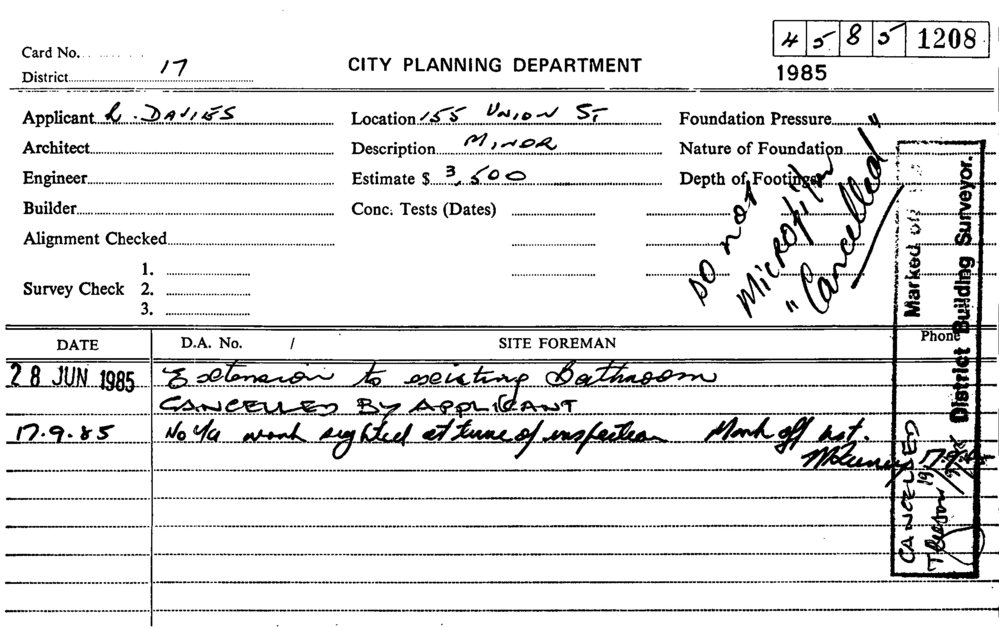 Card No.
4 5 8 5 1208
District 17
CITY PLANNING DEPARTMENT
1985
Applicant R. DAVIES
Location 155 UNION ST
Foundation Pressure
Architect
Description MINOR
Nature of Foundation
Engineer
Estimate $ 3,500
Depth of Footings
Builder
Conc. Tests (Dates)
Alignment Checked
Survey Check
1.
2.
3.
DO NOT
Microfilm
"Cancelled"
DATE D.A. No. / SITE FOREMAN Phone
28 JUN 1985 Extension to existing Bathroom
CANCELLED BY APPLICANT
17.9.85 No work sighted at time of inspection Mark off
Marked off
District Building Surveyor.
CANCELLED